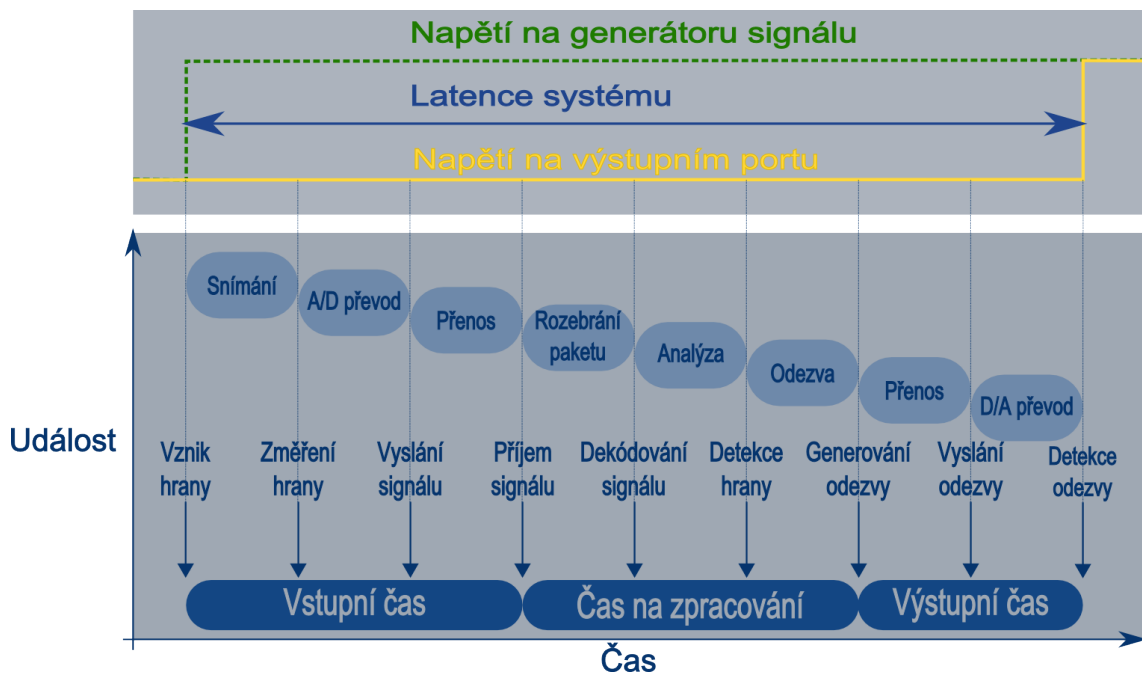 Napětí na generátoru signálu
Latence systému
Napětí na výstupním portu
Snímání
A/D převod
Přenos
Rozebrání
paketu
Analýza
Odezva
Přenos
D/A převod
Událost
Vznik
hrany
Změření
hrany
Vyslání
signálu
Příjem
signálu
Dekódování
signálu
Detekce
hrany
Generování
odezvy
Vyslání
odezvy
Detekce
odezvy
Vstupní čas
Čas na zpracování
Výstupní čas
Čas